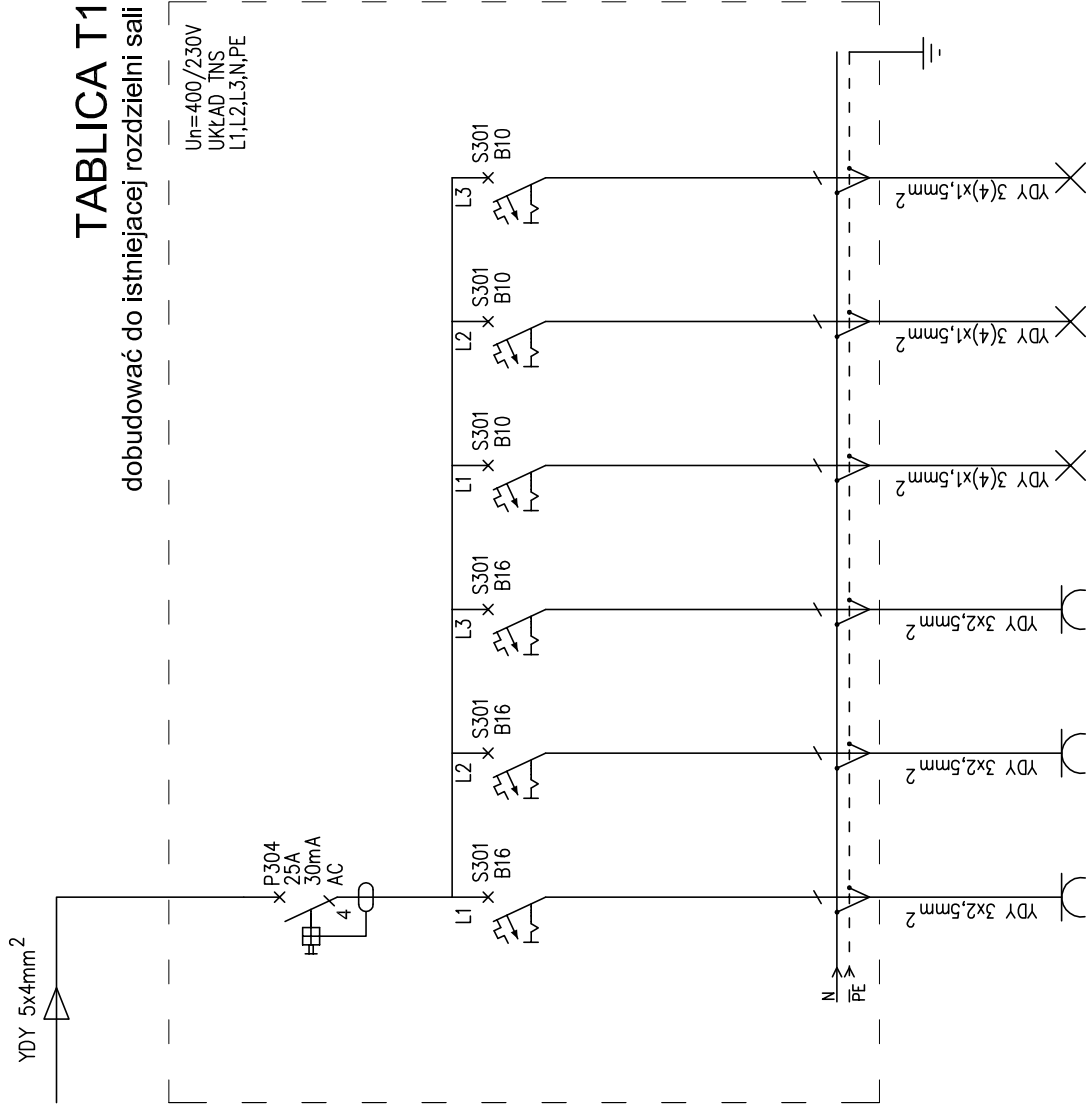 TABLICA T1
dobudować do istniejacej rozdzielni sali
Un=400/230V
UKŁAD TNS
L1,L2,L3,N,PE
YDY 5x4mm²
P304
25A
30mA
AC
4
L1
S301
B16
L2
S301
B16
L3
S301
B16
L1
S301
B10
L2
S301
B10
L3
S301
B10
N
PE
YDY 3x2,5mm²
YDY 3x2,5mm²
YDY 3x2,5mm²
YDY 3(4)x1,5mm²
YDY 3(4)x1,5mm²
YDY 3(4)x1,5mm²